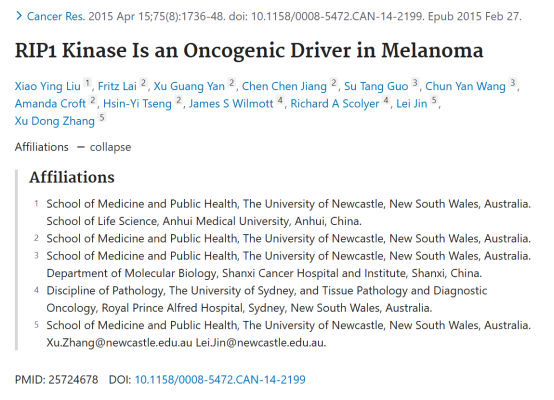 Cancer Res. 2015 Apr 15;75(8):1736-48. doi: 10.1158/0008-5472.CAN-14-2199. Epub 2015 Feb 27.
RIP1 Kinase Is an Oncogenic Driver in Melanoma
Xiao Ying Liu 1, Fritz Lai 2, Xu Guang Yan 2, Chen Chen Jiang 2, Su Tang Guo 3, Chun Yan Wang 3,
Amanda Croft 2, Hsin-Yi Tseng 2, James S Wilmott 4, Richard A Scolyer 4, Lei Jin 5,
Xu Dong Zhang 5
Affiliations — collapse
Affiliations
1 School of Medicine and Public Health, The University of Newcastle, New South Wales, Australia.
School of Life Science, Anhui Medical University, Anhui, China.
2 School of Medicine and Public Health, The University of Newcastle, New South Wales, Australia.
3 School of Medicine and Public Health, The University of Newcastle, New South Wales, Australia.
Department of Molecular Biology, Shanxi Cancer Hospital and Institute, Shanxi, China.
4 Discipline of Pathology, The University of Sydney, and Tissue Pathology and Diagnostic
Oncology, Royal Prince Alfred Hospital, Sydney, New South Wales, Australia.
5 School of Medicine and Public Health, The University of Newcastle, New South Wales, Australia.
Xu.Zhang@newcastle.edu.au Lei.Jin@newcastle.edu.au.
PMID: 25724678 DOI: 10.1158/0008-5472.CAN-14-2199